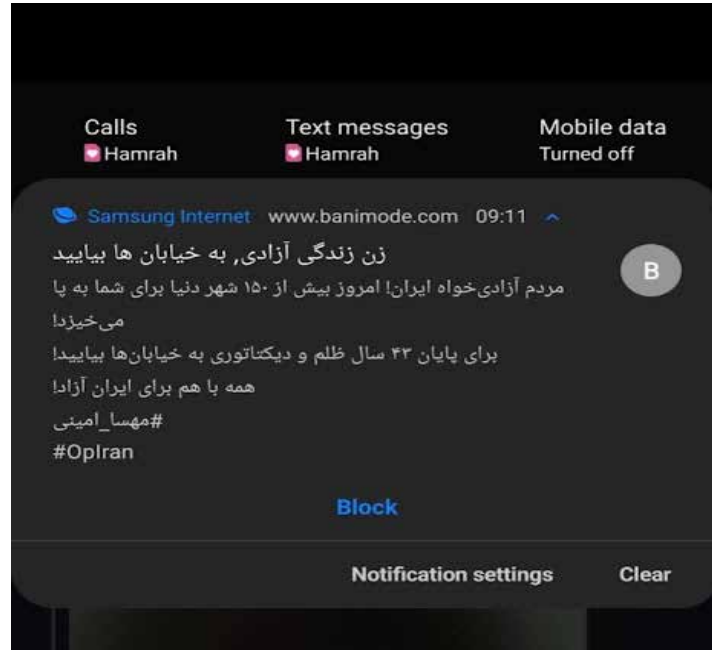 Calls Text messages Mobile data
Hamrah Hamrah Turned off
Samsung Internet www.banimode.com 09:11
زن زندگی آزادی, به خیابان ها بیایید
B
مردم آزادی‌خواه ایران! امروز بیش از ۱۵۰ شهر دنیا برای شما به پا
می‌خیزد!
برای پایان ۴۳ سال ظلم و دیکتاتوری به خیابان‌ها بیایید!
همه با هم برای ایران آزاد!
#مهسا_امینی
#OpIran
Block
Notification settings Clear